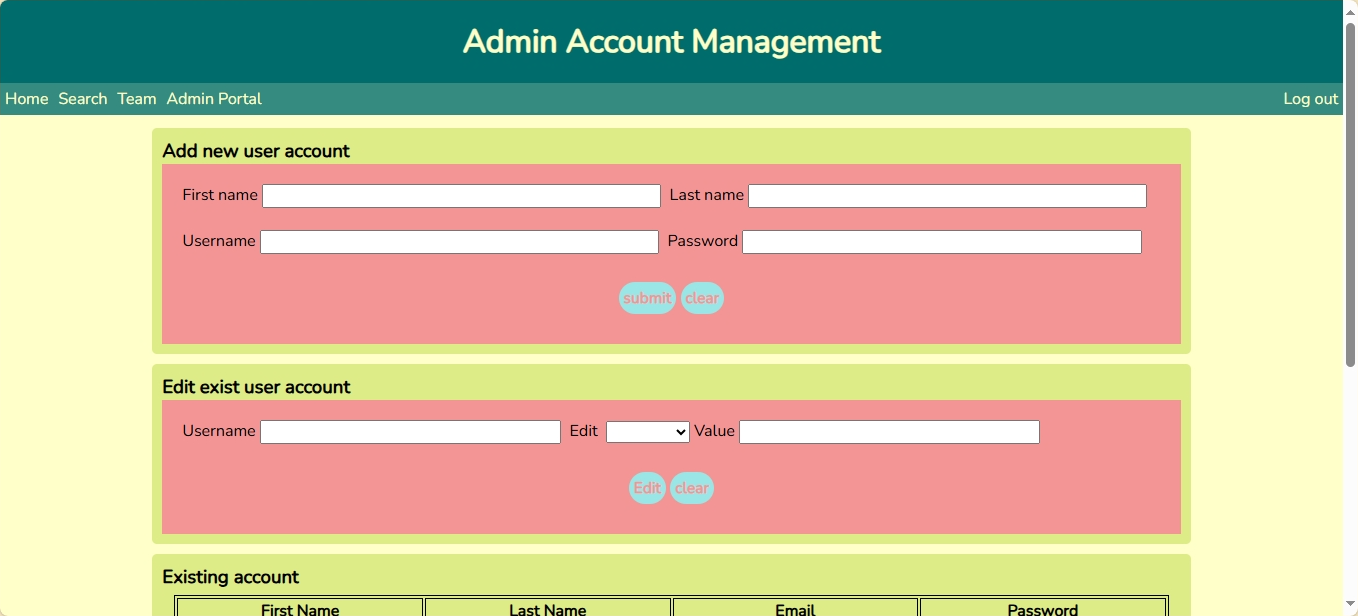 Admin Account Management
Home Search Team Admin Portal Log out
Add new user account
First name Last name
Username Password
submit clear
Edit exist user account
Username Edit Value
Edit clear
Existing account
First Name Last Name Email Password